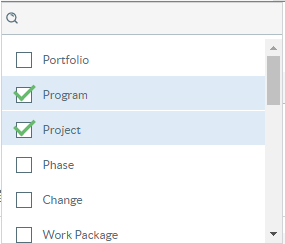 Portfolio
Program
Project
Phase
Change
Work Package